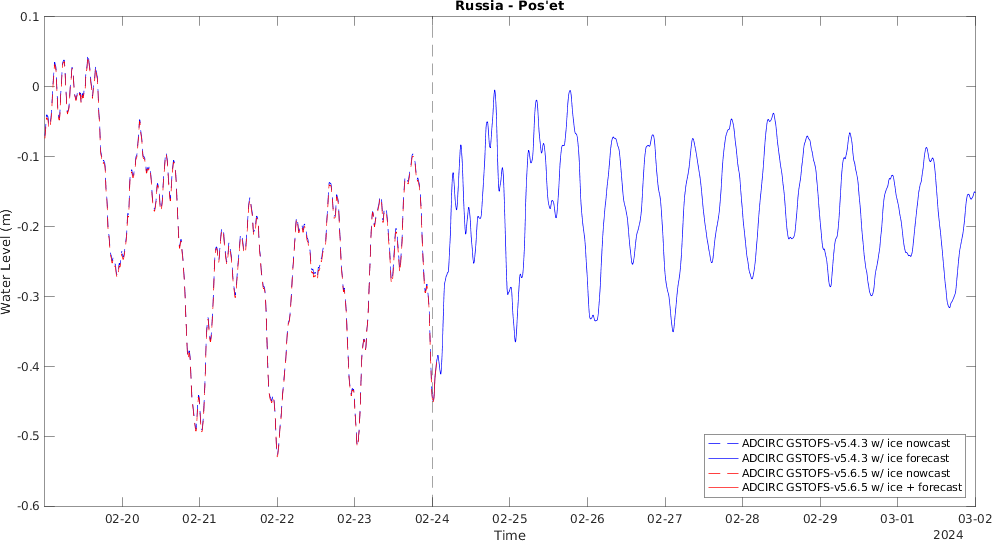 Russia - Pos'et
0.1
0
-0.1
-0.2
-0.3
-0.4
-0.5
-0.6
Water Level (m)
ADCIRC GSTOFS-v5.4.3 w/ ice nowcast
ADCIRC GSTOFS-v5.4.3 w/ ice forecast
ADCIRC GSTOFS-v5.6.5 w/ ice nowcast
ADCIRC GSTOFS-v5.6.5 w/ ice + forecast
02-20 02-21 02-22 02-23 02-24 02-25 02-26 02-27 02-28 02-29 03-01 03-02
Time
2024